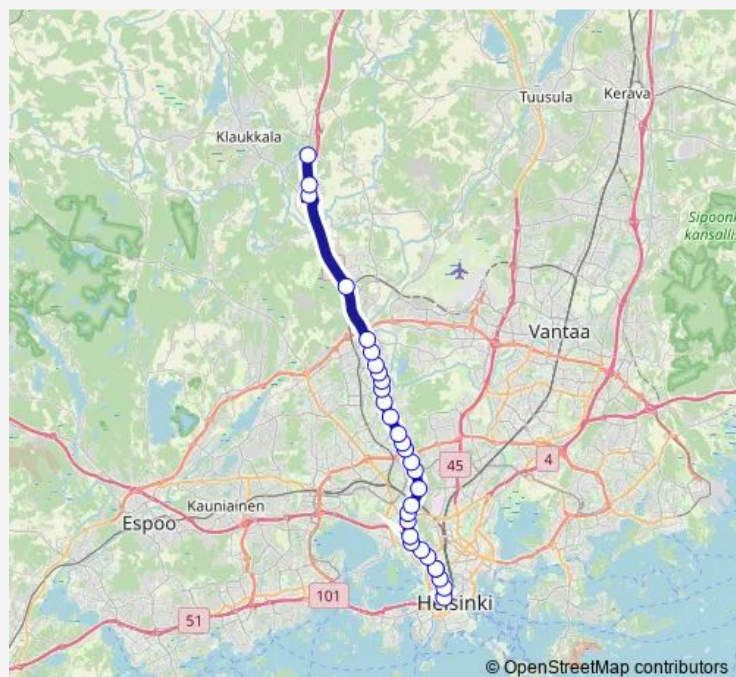 Tuusula
Kerava
Klaukkala
Sipoonk
kansallis
Vantaa
45
4
Kauniainen
Espoo
101
Helsinki
51
© OpenStreetMap contributors